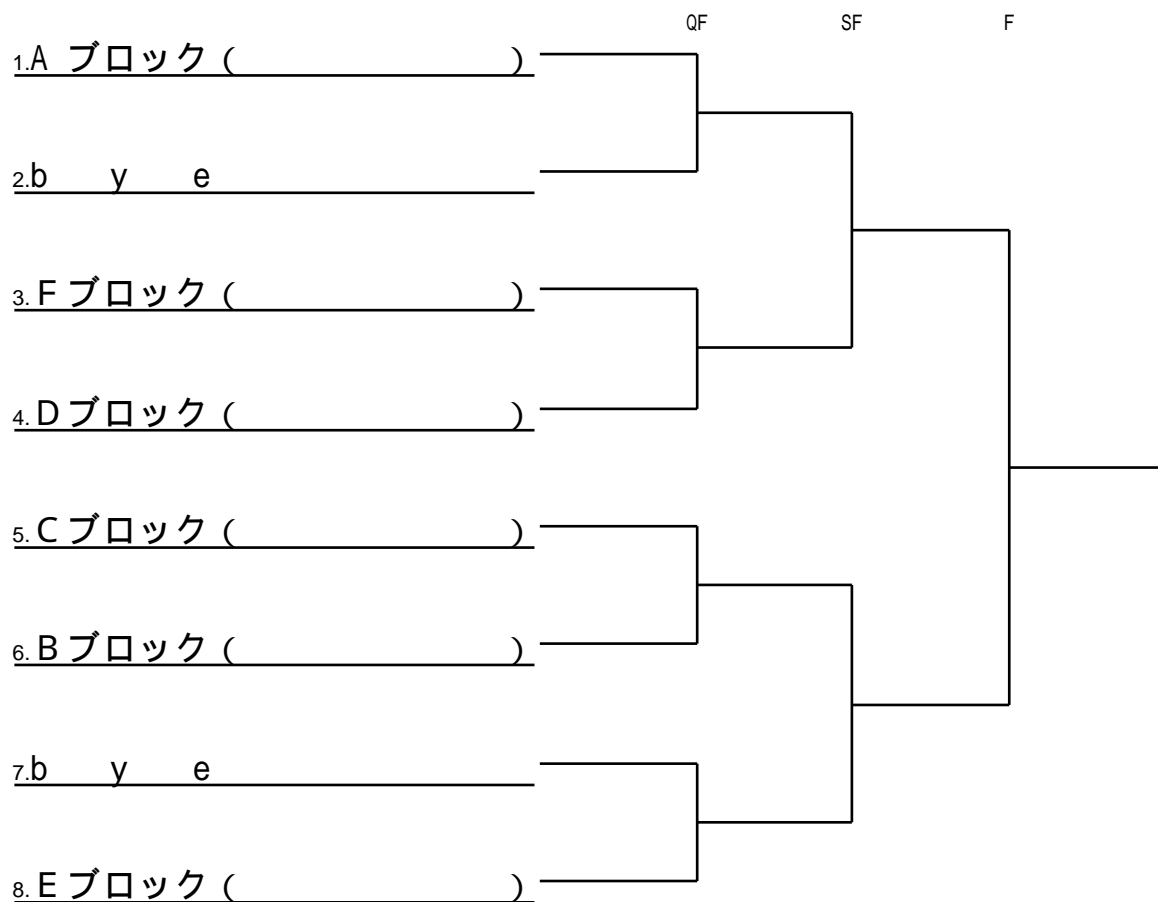 QF SF F
1.A ブロック ( )
2.b y e
3. F ブロック ( )
4. D ブロック ( )
5. C ブロック ( )
6. B ブロック ( )
7.b y e
8. E ブロック ( )